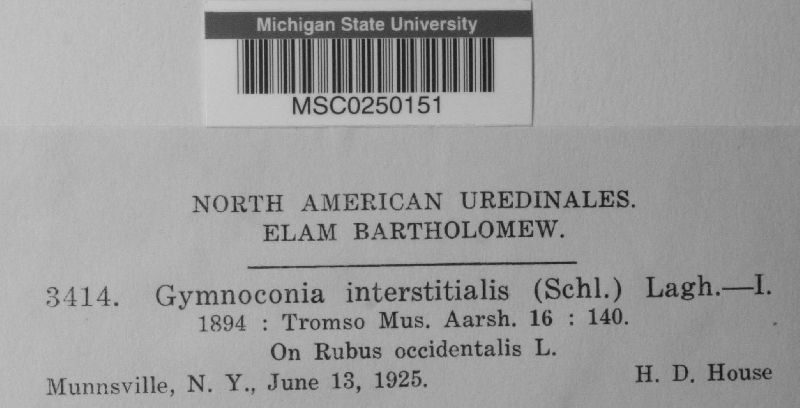 Michigan State University
MSC0250151
NORTH AMERICAN UREDINALES.
ELAM BARTHOLOMEW.
3414. Gymnoconia interstitialis (Schl.) Lagh.—I.
1894 : Tromso Mus. Aarsh. 16 : 140.
On Rubus occidentalis L.
Munnsville, N. Y., June 13, 1925. H. D. House